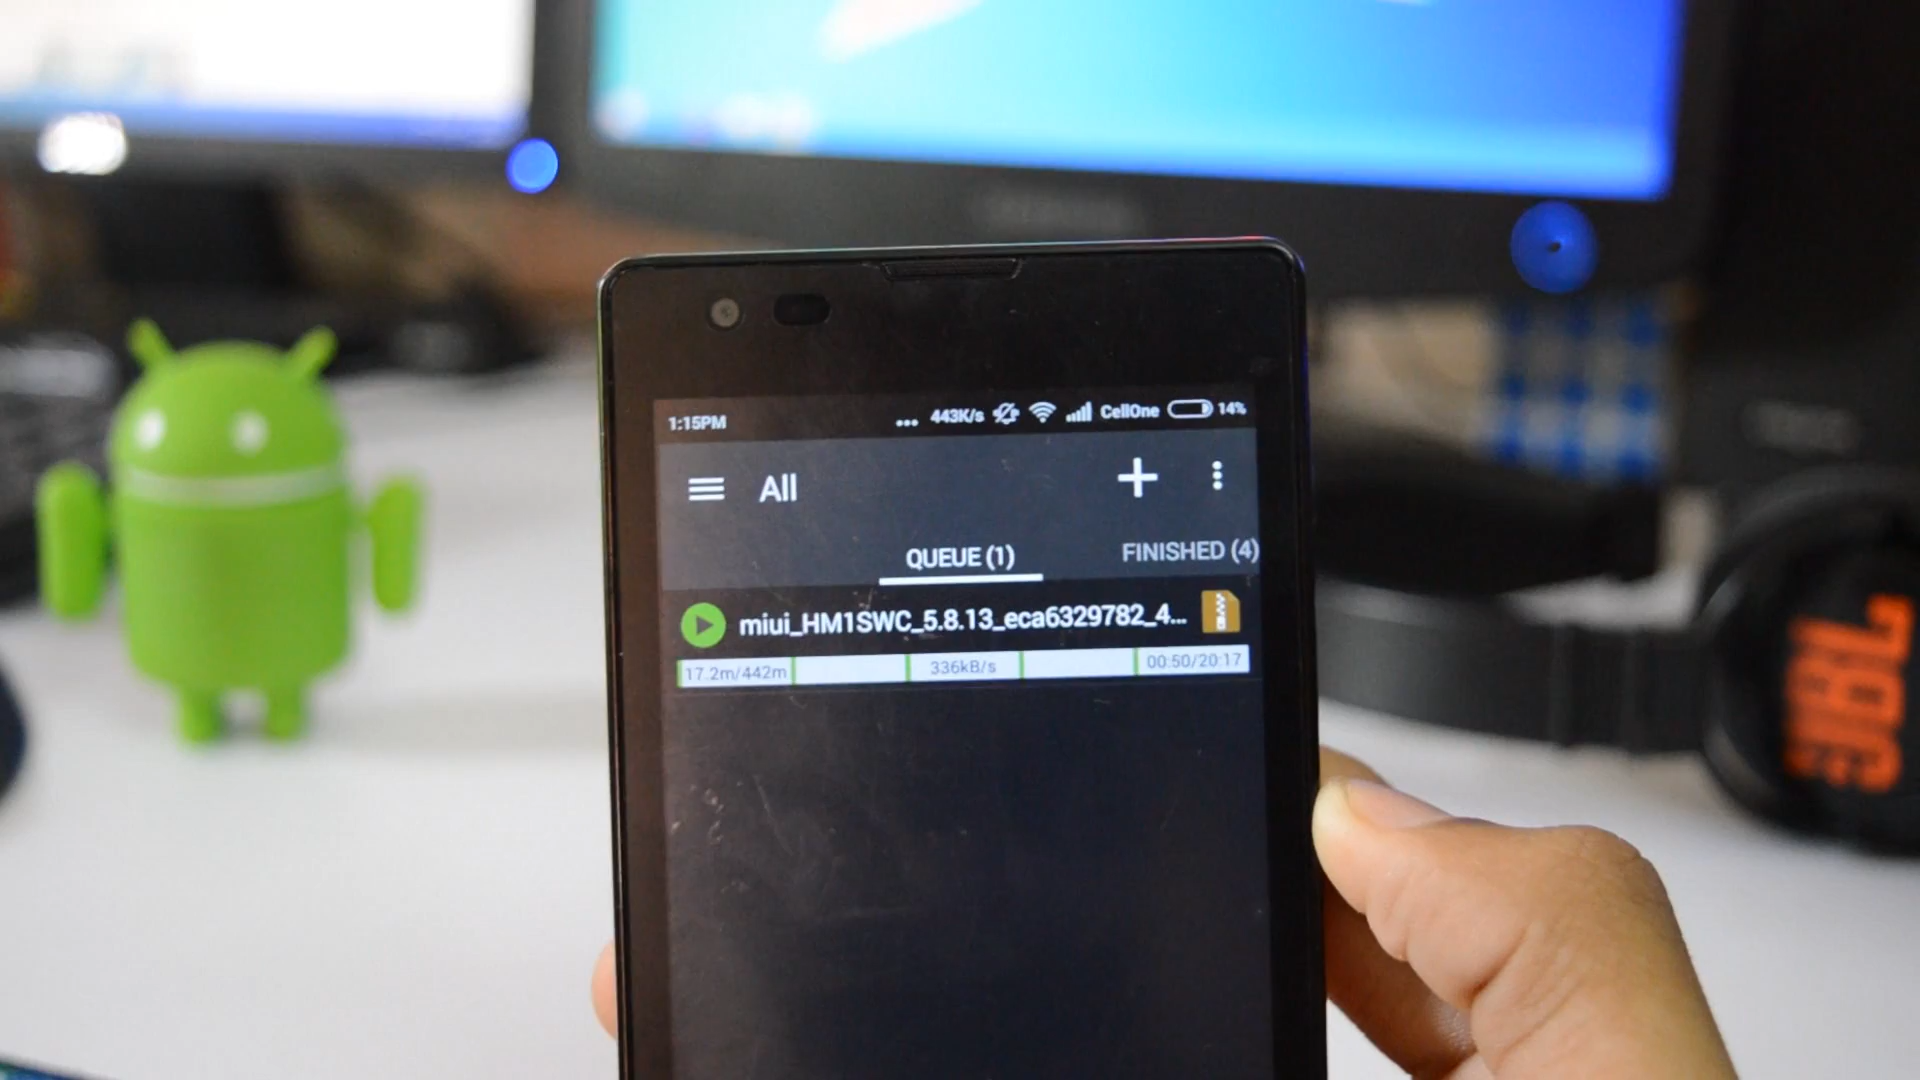 1:15PM ... 443K/s CellOne 14%
All
QUEUE (1) FINISHED (4)
miui_HM1SWC_5.8.13_eca6329782_4...
17.2m/442m 336kB/s 00:50/20:17
JBL